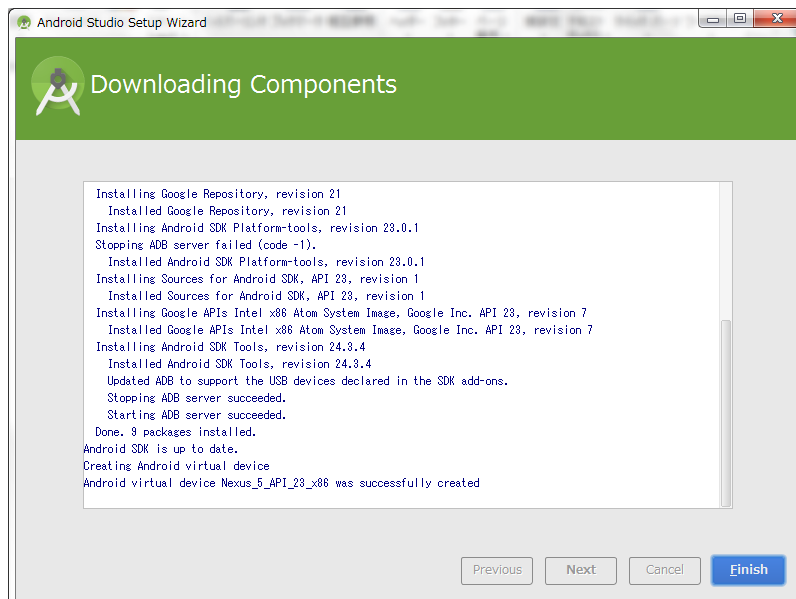 Android Studio Setup Wizard
Downloading Components
Installing Google Repository, revision 21
Installed Google Repository, revision 21
Installing Android SDK Platform-tools, revision 23.0.1
Stopping ADB server failed (code -1).
Installed Android SDK Platform-tools, revision 23.0.1
Installing Sources for Android SDK, API 23, revision 1
Installed Sources for Android SDK, API 23, revision 1
Installing Google APIs Intel x86 Atom System Image, Google Inc. API 23, revision 7
Installed Google APIs Intel x86 Atom System Image, Google Inc. API 23, revision 7
Installing Android SDK Tools, revision 24.3.4
Installed Android SDK Tools, revision 24.3.4
Updated ADB to support the USB devices declared in the SDK add-ons.
Stopping ADB server succeeded.
Starting ADB server succeeded.
Done. 9 packages installed.
Android SDK is up to date.
Creating Android virtual device
Android virtual device Nexus_5_API_23_x86 was successfully created
Previous
Next
Cancel
Finish